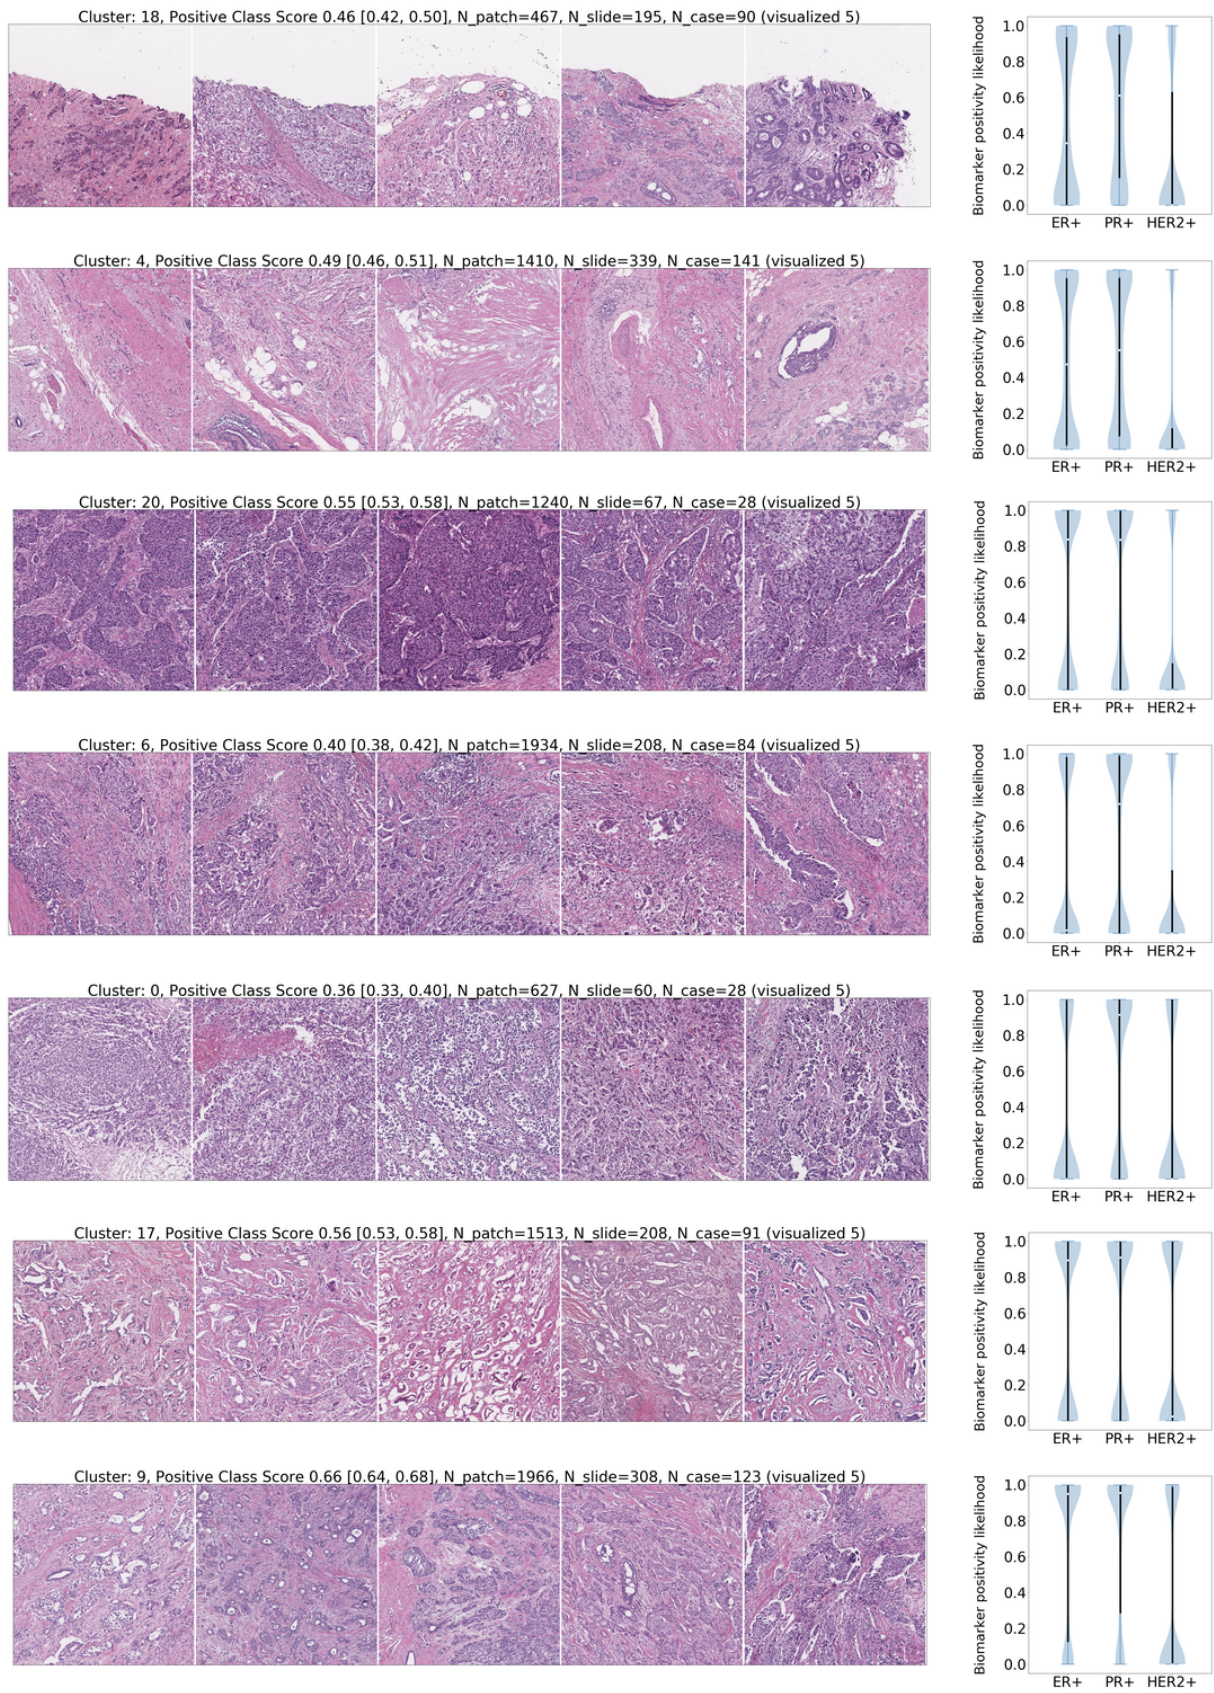 Cluster: 18, Positive Class Score 0.46 [0.42, 0.50], N_patch=467, N_slide=195, N_case=90 (visualized 5)
Biomarker positivity likelihood
1.0
0.8
0.6
0.4
0.2
0.0
ER+ PR+ HER2+
Cluster: 4, Positive Class Score 0.49 [0.46, 0.51], N_patch=1410, N_slide=339, N_case=141 (visualized 5)
Biomarker positivity likelihood
1.0
0.8
0.6
0.4
0.2
0.0
ER+ PR+ HER2+
Cluster: 20, Positive Class Score 0.55 [0.53, 0.58], N_patch=1240, N_slide=67, N_case=28 (visualized 5)
Biomarker positivity likelihood
1.0
0.8
0.6
0.4
0.2
0.0
ER+ PR+ HER2+
Cluster: 6, Positive Class Score 0.40 [0.38, 0.42], N_patch=1934, N_slide=208, N_case=84 (visualized 5)
Biomarker positivity likelihood
1.0
0.8
0.6
0.4
0.2
0.0
ER+ PR+ HER2+
Cluster: 0, Positive Class Score 0.36 [0.33, 0.40], N_patch=627, N_slide=60, N_case=28 (visualized 5)
Biomarker positivity likelihood
1.0
0.8
0.6
0.4
0.2
0.0
ER+ PR+ HER2+
Cluster: 17, Positive Class Score 0.56 [0.53, 0.58], N_patch=1513, N_slide=208, N_case=91 (visualized 5)
Biomarker positivity likelihood
1.0
0.8
0.6
0.4
0.2
0.0
ER+ PR+ HER2+
Cluster: 9, Positive Class Score 0.66 [0.64, 0.68], N_patch=1966, N_slide=308, N_case=123 (visualized 5)
Biomarker positivity likelihood
1.0
0.8
0.6
0.4
0.2
0.0
ER+ PR+ HER2+